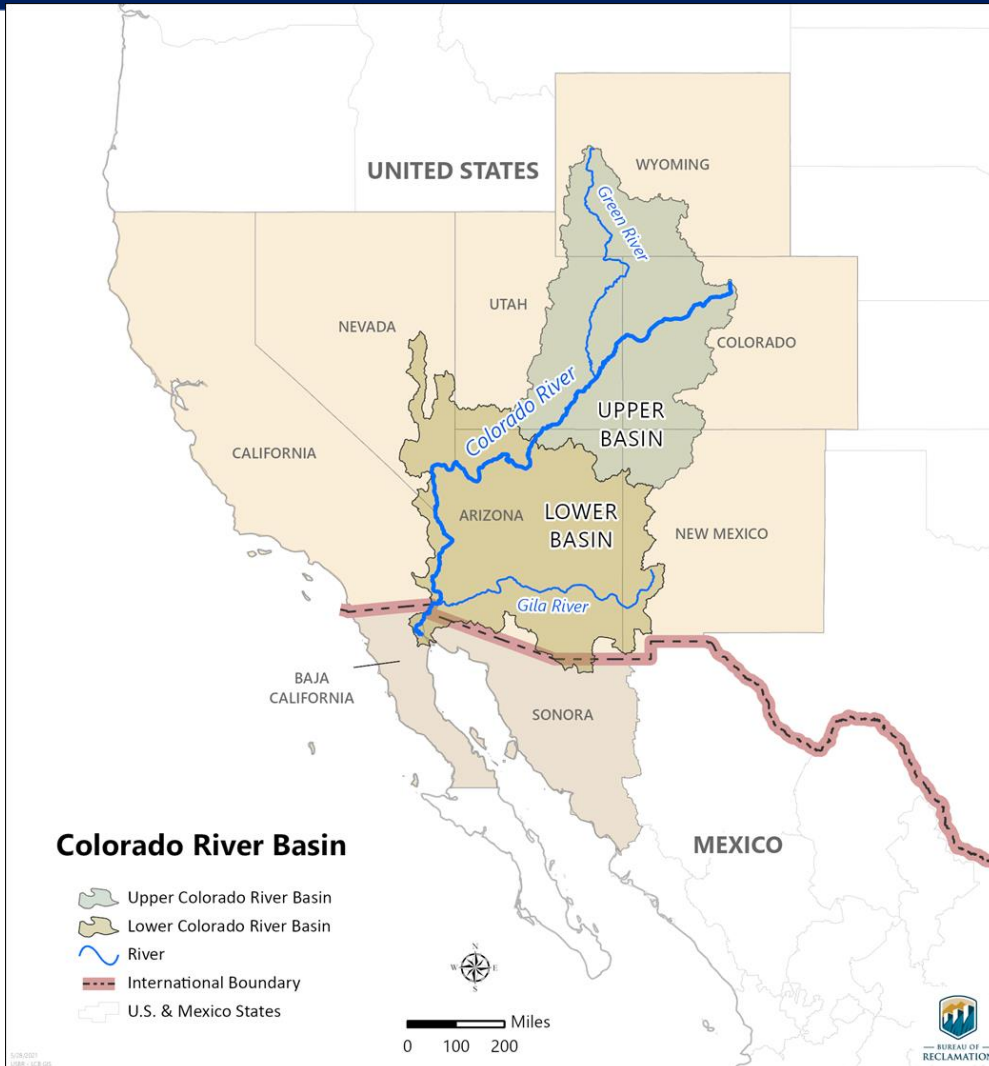 UNITED STATES
WYOMING
Green River
UTAH
NEVADA
COLORADO
Colorado River
UPPER
BASIN
CALIFORNIA
ARIZONA
LOWER
BASIN
NEW MEXICO
Gila River
BAJA
CALIFORNIA
SONORA
MEXICO
Colorado River Basin
Upper Colorado River Basin
Lower Colorado River Basin
River
International Boundary
U.S. & Mexico States
N
W
E
S
Miles
0 100 200
BUREAU OF
RECLAMATION